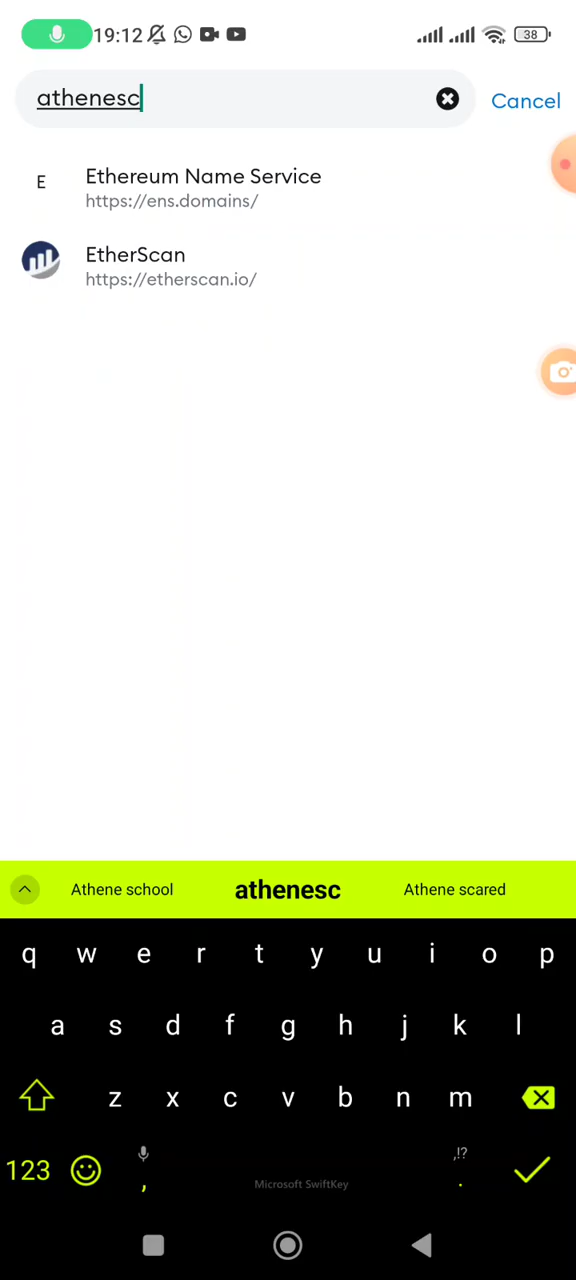 19:12
38
athenesc
Cancel
E
Ethereum Name Service
https://ens.domains/
EtherScan
https://etherscan.io/
Athene school
athenesc
Athene scared
q w e r t y u i o p
a s d f g h j k l
z x c v b n m
,!?
123 , Microsoft SwiftKey .